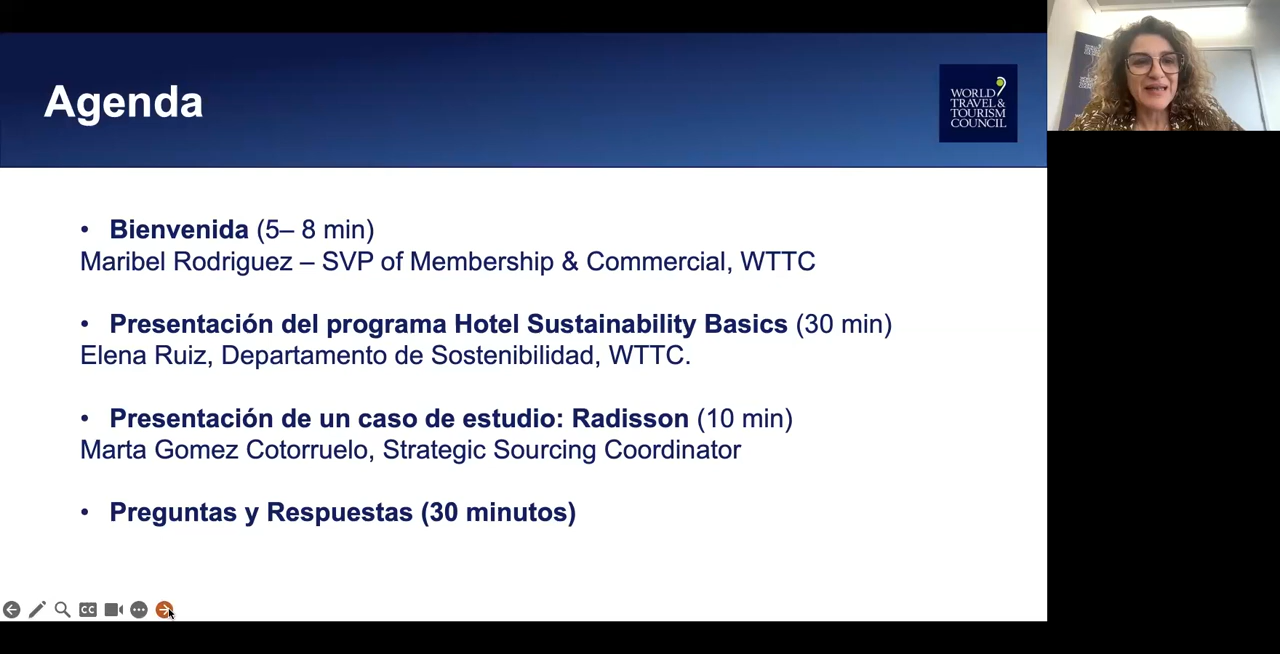 Agenda
WORLD
TRAVEL &
TOURISM
COUNCIL
• Bienvenida (5– 8 min)
Maribel Rodriguez – SVP of Membership & Commercial, WTTC
• Presentación del programa Hotel Sustainability Basics (30 min)
Elena Ruiz, Departamento de Sostenibilidad, WTTC.
• Presentación de un caso de estudio: Radisson (10 min)
Marta Gomez Cotorruelo, Strategic Sourcing Coordinator
• Preguntas y Respuestas (30 minutos)
CC